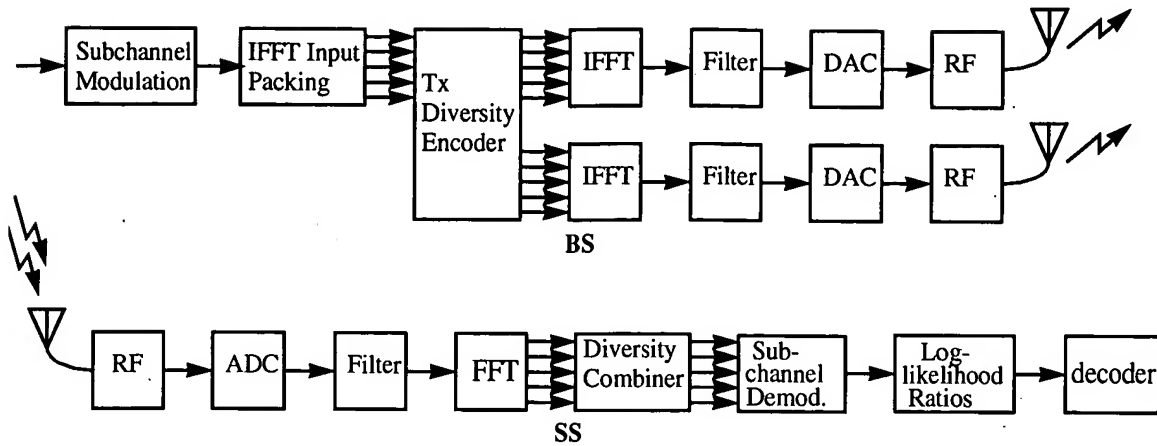 Subchannel
Modulation
IFFT Input
Packing
Tx
Diversity
Encoder
IFFT
Filter
DAC
RF
IFFT
Filter
DAC
RF
BS
RF
ADC
Filter
FFT
Diversity
Combiner
Sub-
channel
Demod.
Log-
likelihood
Ratios
decoder
SS